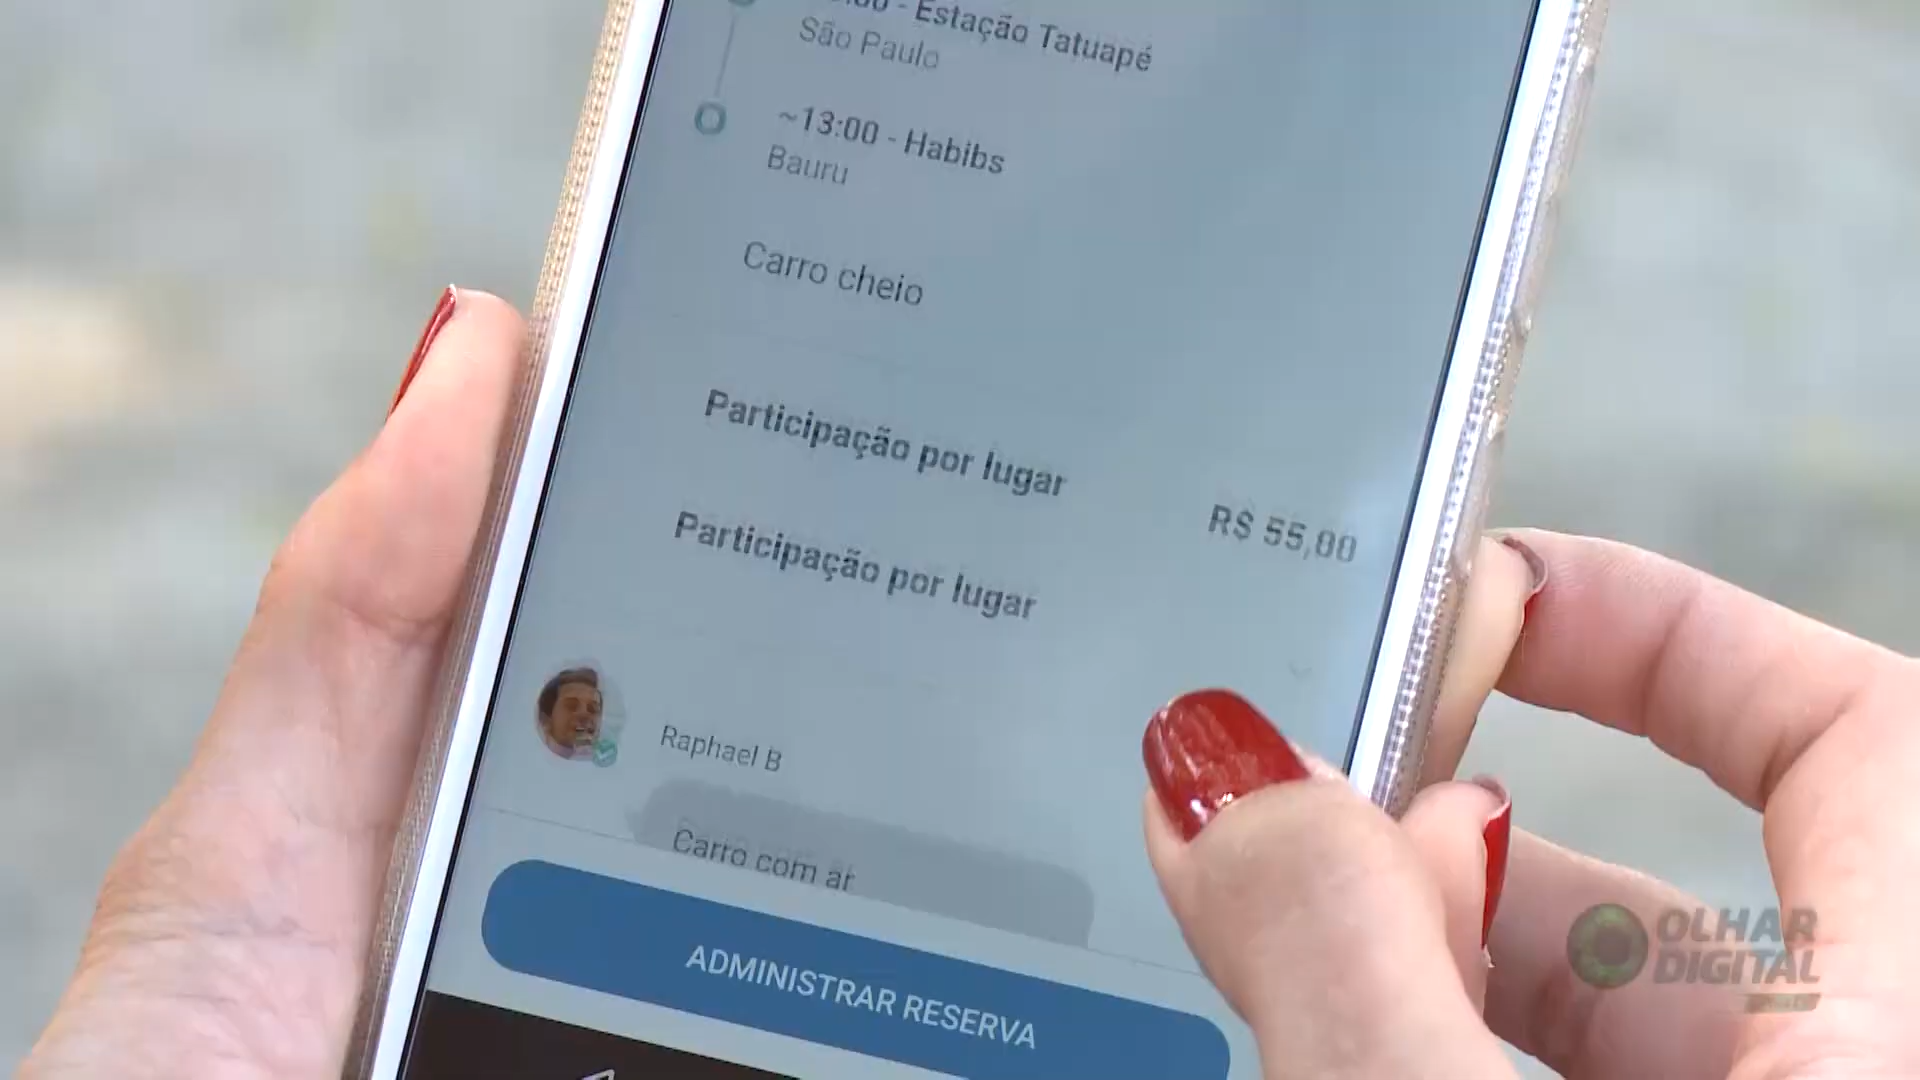 - Estação Tatuapé
São Paulo
~13:00 - Habibs
Bauru
Carro cheio
Participação por lugar
R$ 55,00
Participação por lugar
Raphael B
Carro com ar
ADMINISTRAR RESERVA
OLHAR
DIGITAL